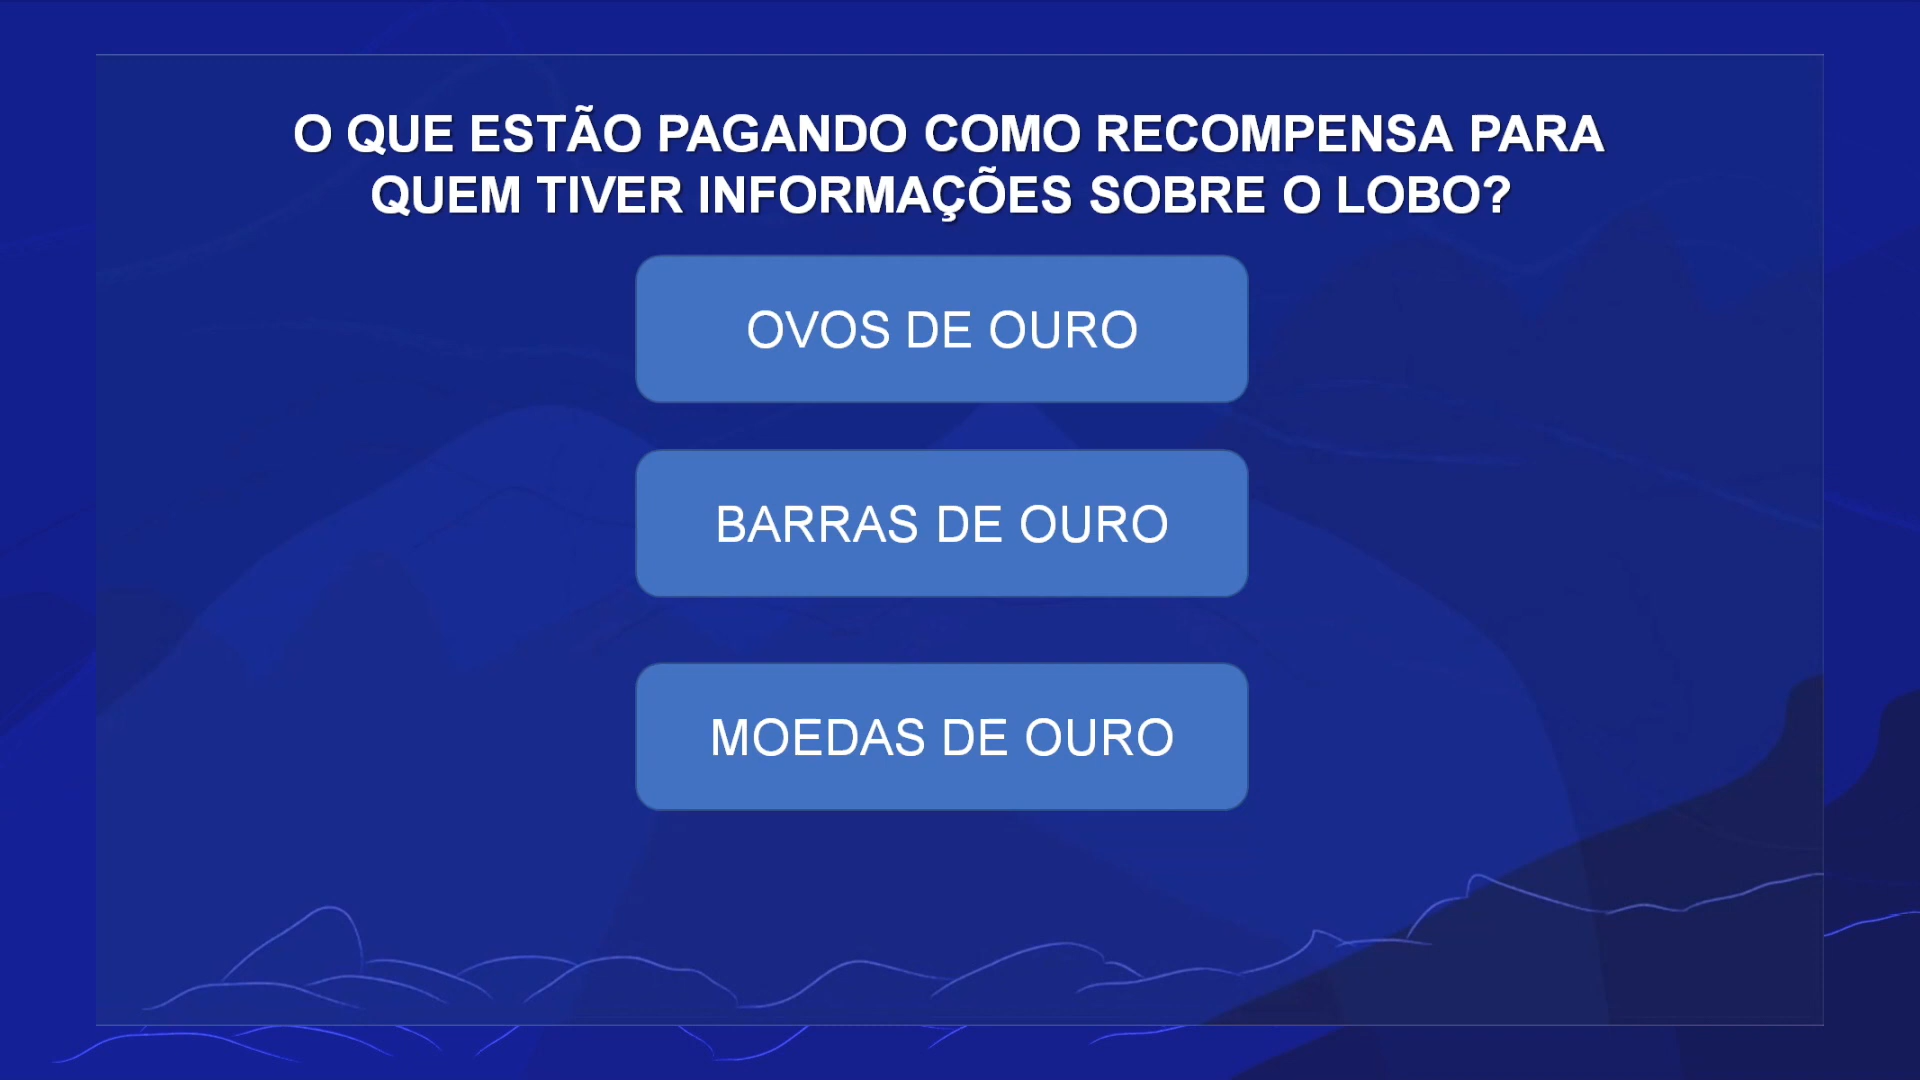 O QUE ESTÃO PAGANDO COMO RECOMPENSA PARA
QUEM TIVER INFORMAÇÕES SOBRE O LOBO?
OVOS DE OURO
BARRAS DE OURO
MOEDAS DE OURO